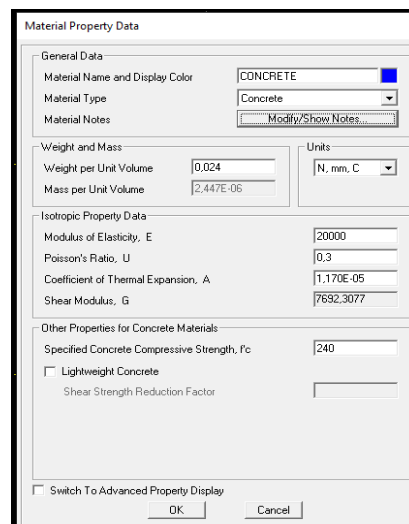 Material Property Data
General Data
Material Name and Display Color CONCRETE
Material Type Concrete
Material Notes Modify/Show Notes...
Weight and Mass Units
Weight per Unit Volume 0,024 N, mm, C
Mass per Unit Volume 2,447E-06
Isotropic Property Data
Modulus of Elasticity, E 20000
Poisson's Ratio, U 0,3
Coefficient of Thermal Expansion, A 1,170E-05
Shear Modulus, G 7692,3077
Other Properties for Concrete Materials
Specified Concrete Compressive Strength, f'c 240
Lightweight Concrete
Shear Strength Reduction Factor
Switch To Advanced Property Display
OK Cancel